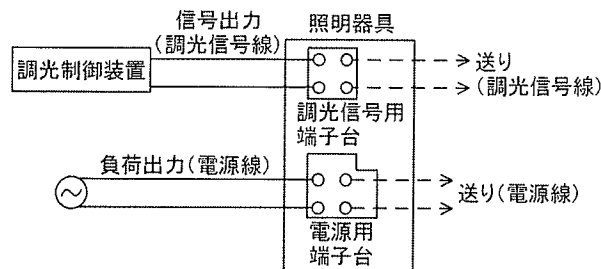 信号出力
(調光信号線)
照明器具
調光制御装置
送り
(調光信号線)
調光信号用
端子台
負荷出力(電源線)
送り(電源線)
電源用
端子台